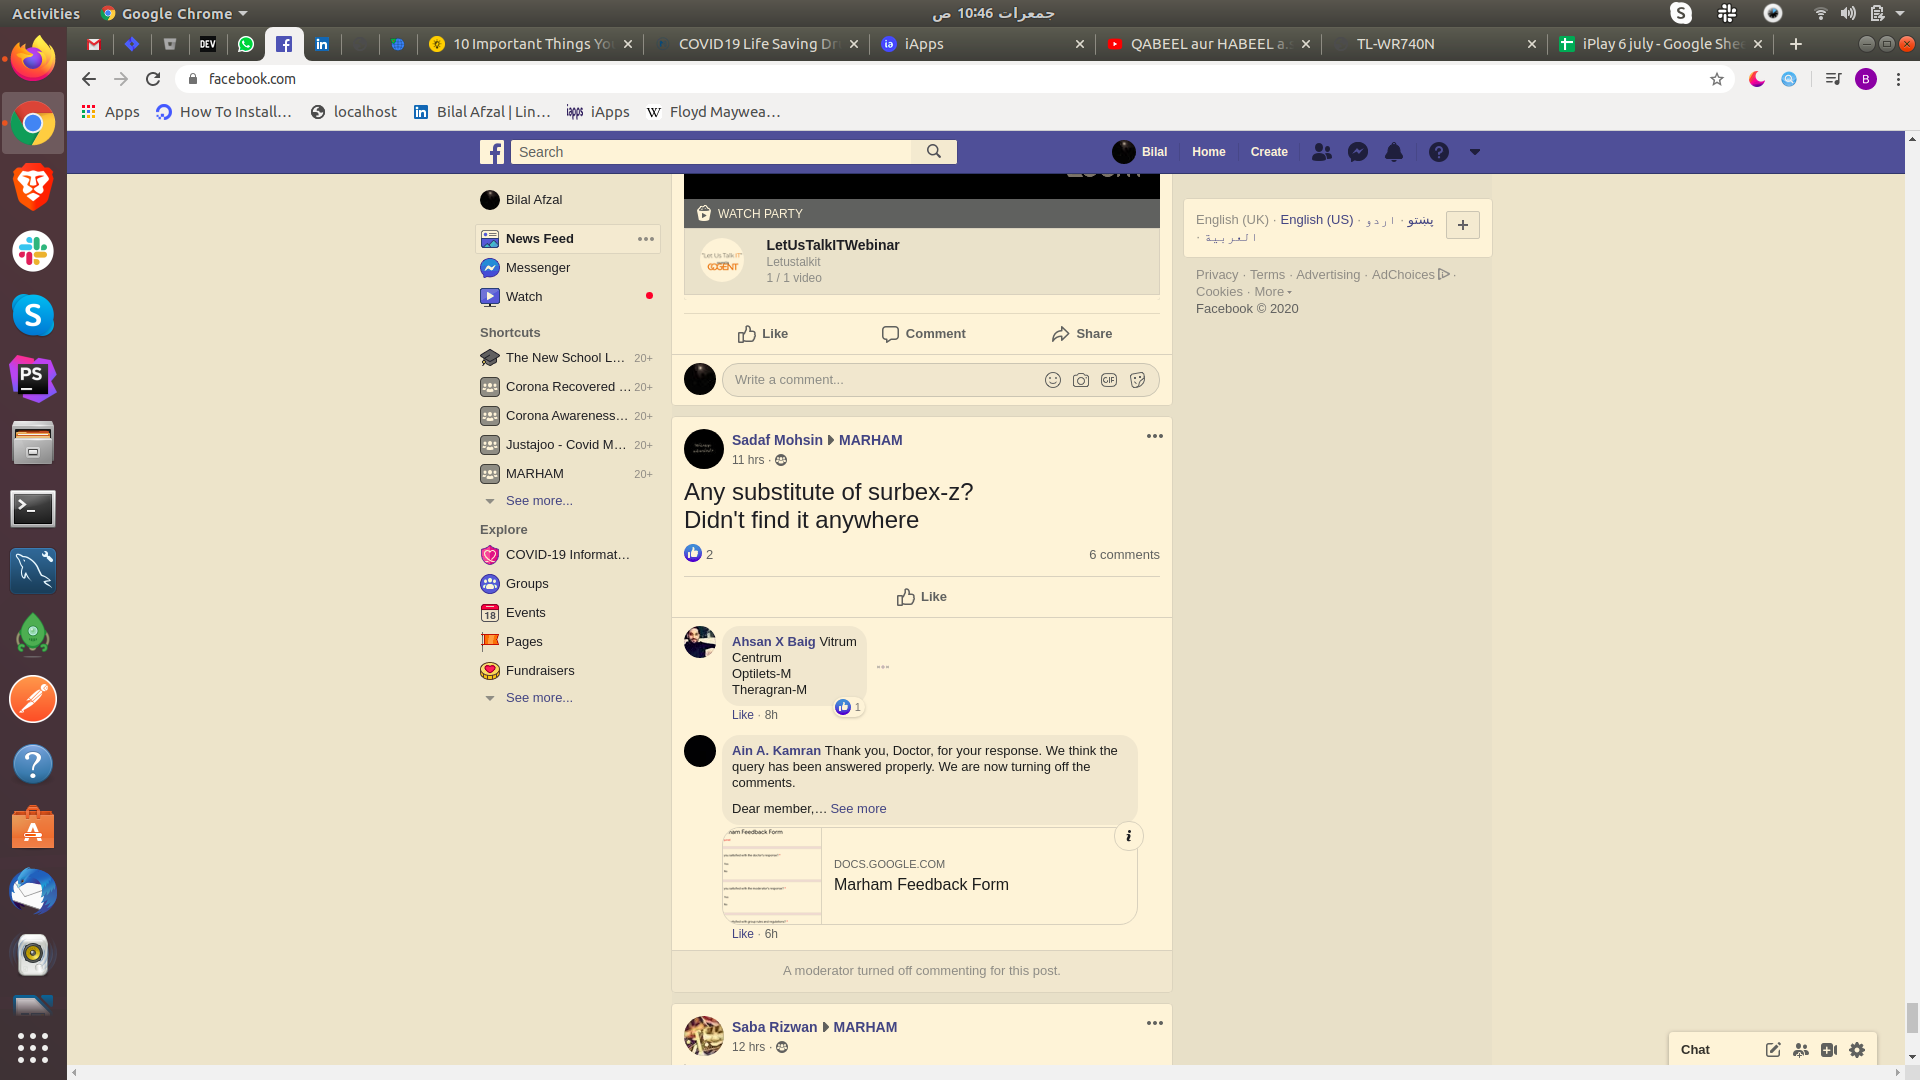 Activities
Google Chrome
جمعرات 10:46 ص
10 Important Things Yo
COVID19 Life Saving Dr
iApps
QABEEL aur HABEEL a.s
TL-WR740N
iPlay 6 july - Google She
facebook.com
B
Apps
How To Install…
localhost
Bilal Afzal | Lin…
iApps
Floyd Maywea…
Search
Bilal
Home
Create
Bilal Afzal
News Feed
Messenger
Watch
Shortcuts
The New School L… 20+
Corona Recovered … 20+
Corona Awareness… 20+
Justajoo - Covid M… 20+
MARHAM 20+
See more...
Explore
COVID-19 Informat…
Groups
Events
Pages
Fundraisers
See more...
WATCH PARTY
"Let Us Talk IT"
COGENT
LetUsTalkITWebinar
Letustalkit
1 / 1 video
Like
Comment
Share
Write a comment...
Sadaf Mohsin MARHAM
11 hrs ·
Any substitute of surbex-z?
Didn't find it anywhere
2
6 comments
Like
Ahsan X Baig Vitrum
Centrum
Optilets-M
Theragran-M
1
Like · 8h
Ain A. Kamran Thank you, Doctor, for your response. We think the
query has been answered properly. We are now turning off the
comments.
Dear member,… See more
ham Feedback Form
DOCS.GOOGLE.COM
Marham Feedback Form
Like · 6h
A moderator turned off commenting for this post.
Saba Rizwan MARHAM
12 hrs ·
English (UK) · English (US) · اردو · پښتو
· العربية
Privacy · Terms · Advertising · AdChoices ·
Cookies · More
Facebook © 2020
Chat